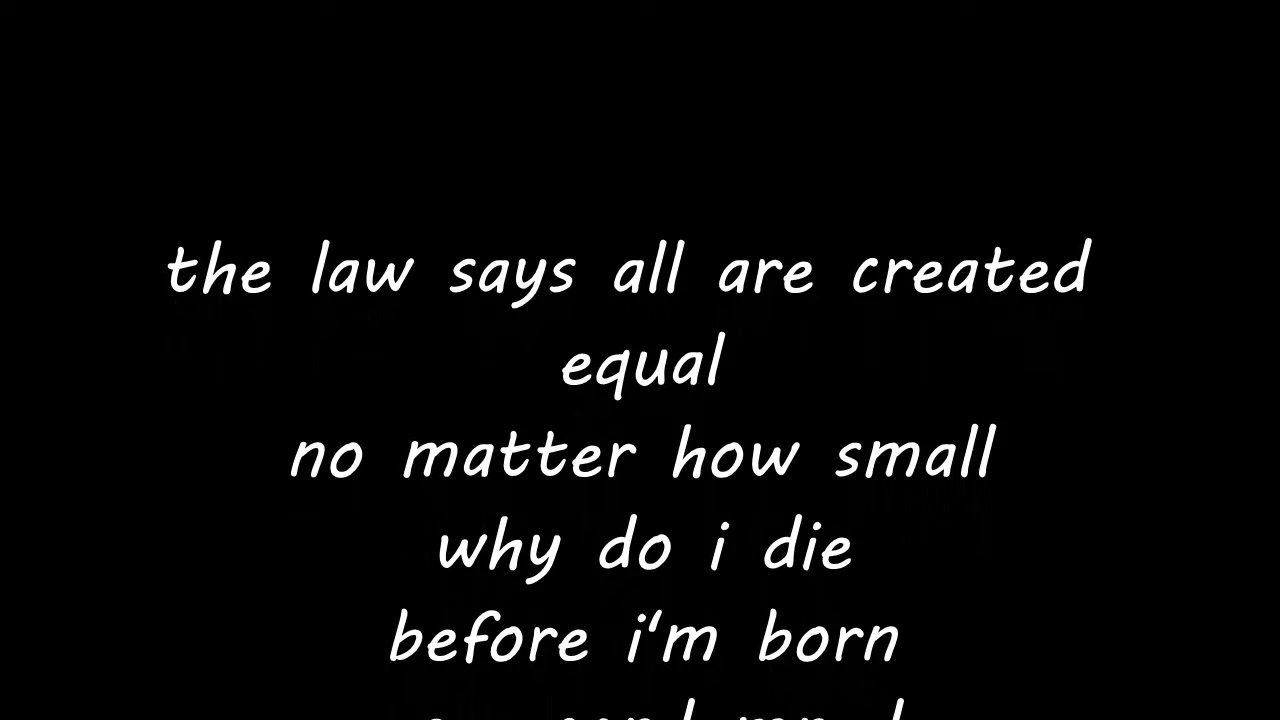 the law says all are created
equal
no matter how small
why do i die
before i'm born